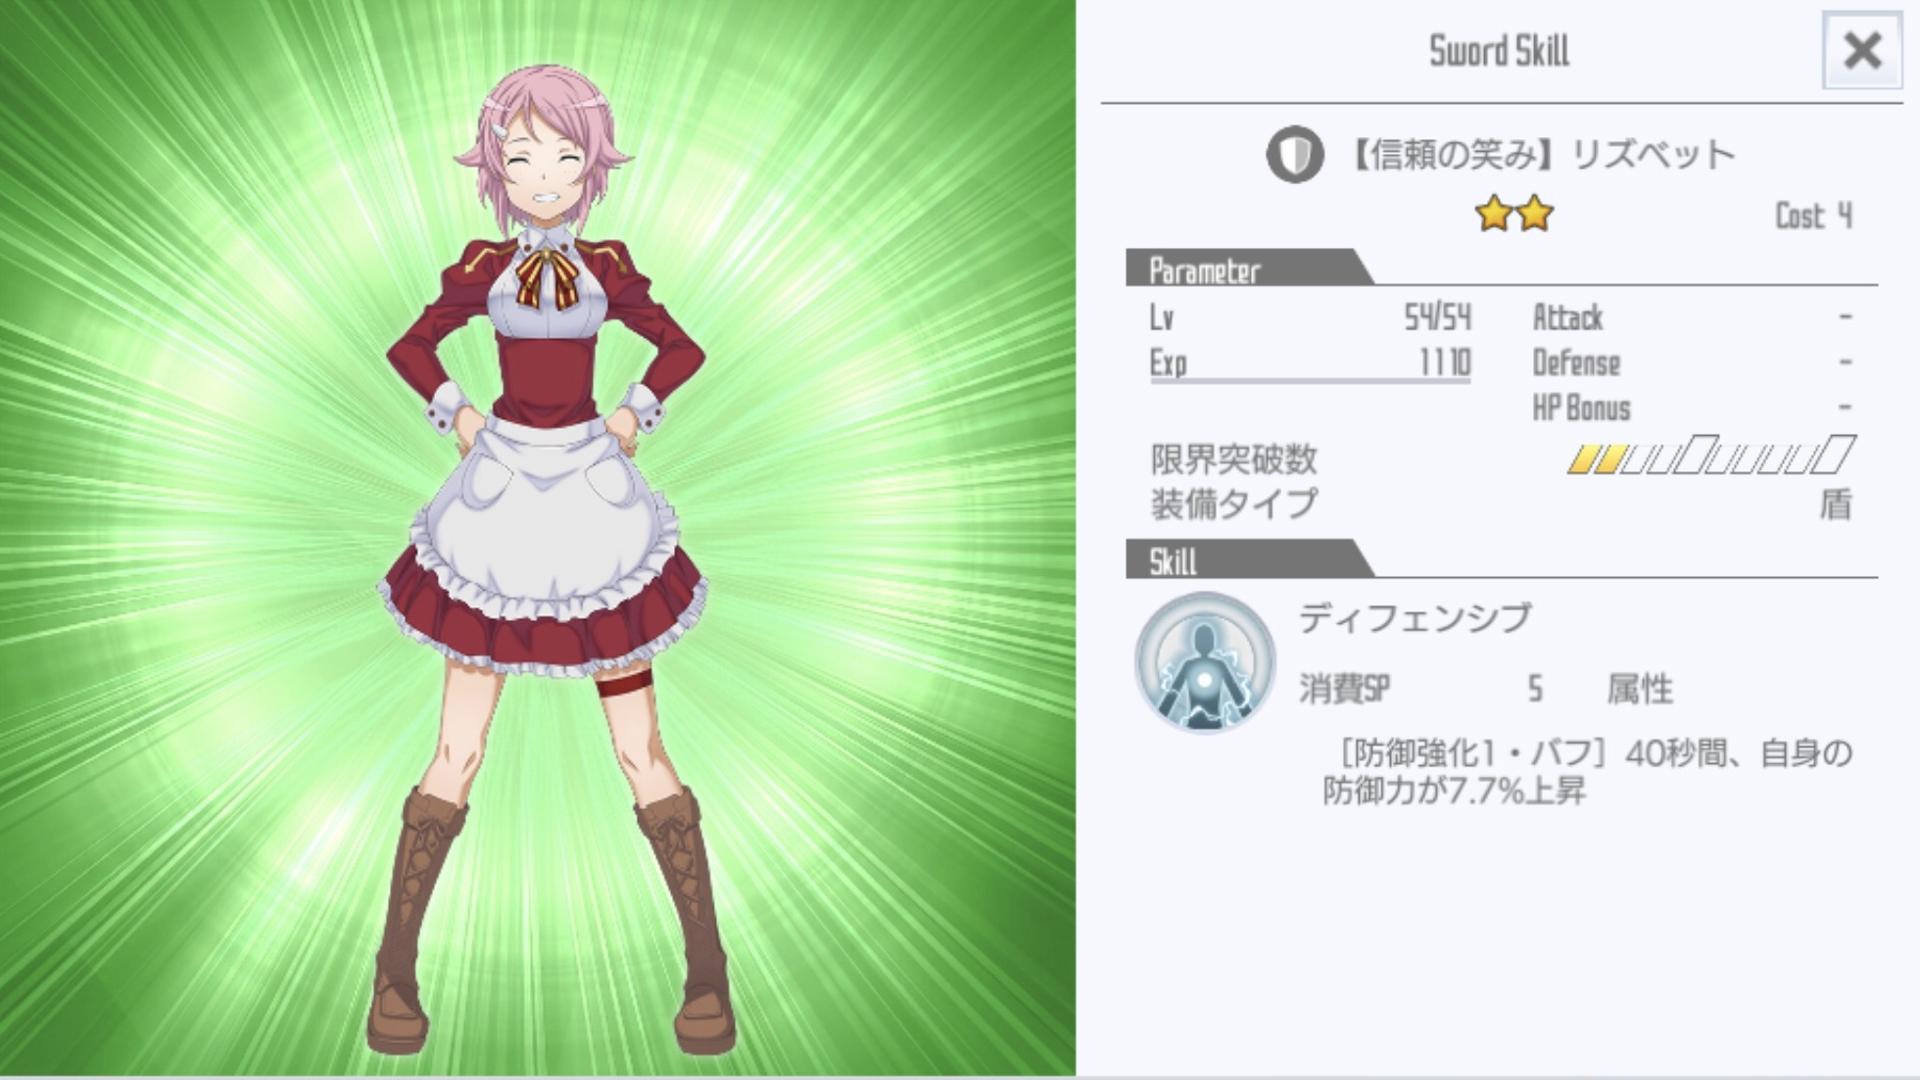 Sword Skill
【信頼の笑み】リズベット
Cost 4
Parameter
Lv 54/54 Attack -
Exp 1110 Defense -
HP Bonus -
限界突破数
装備タイプ 盾
Skill
ディフェンシブ
消費SP 5 属性
［防御強化1・バフ］40秒間、自身の
防御力が7.7%上昇